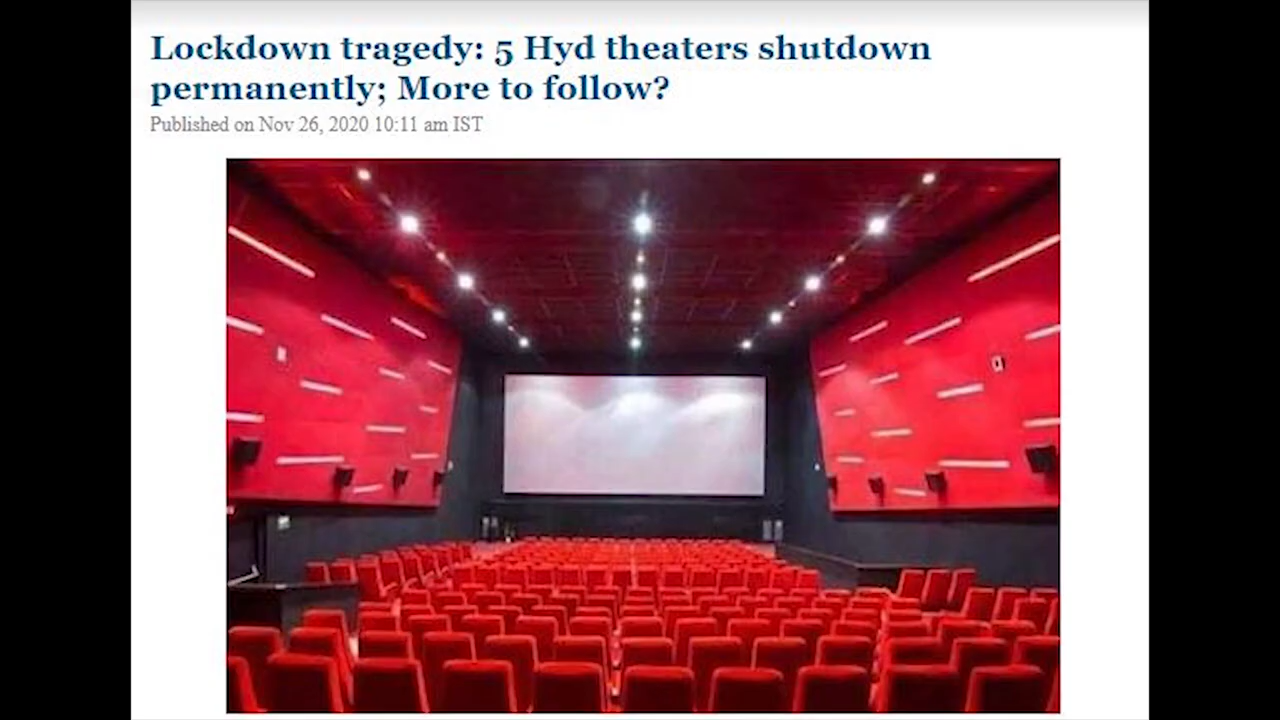 Lockdown tragedy: 5 Hyd theaters shutdown
permanently; More to follow?
Published on Nov 26, 2020 10:11 am IST